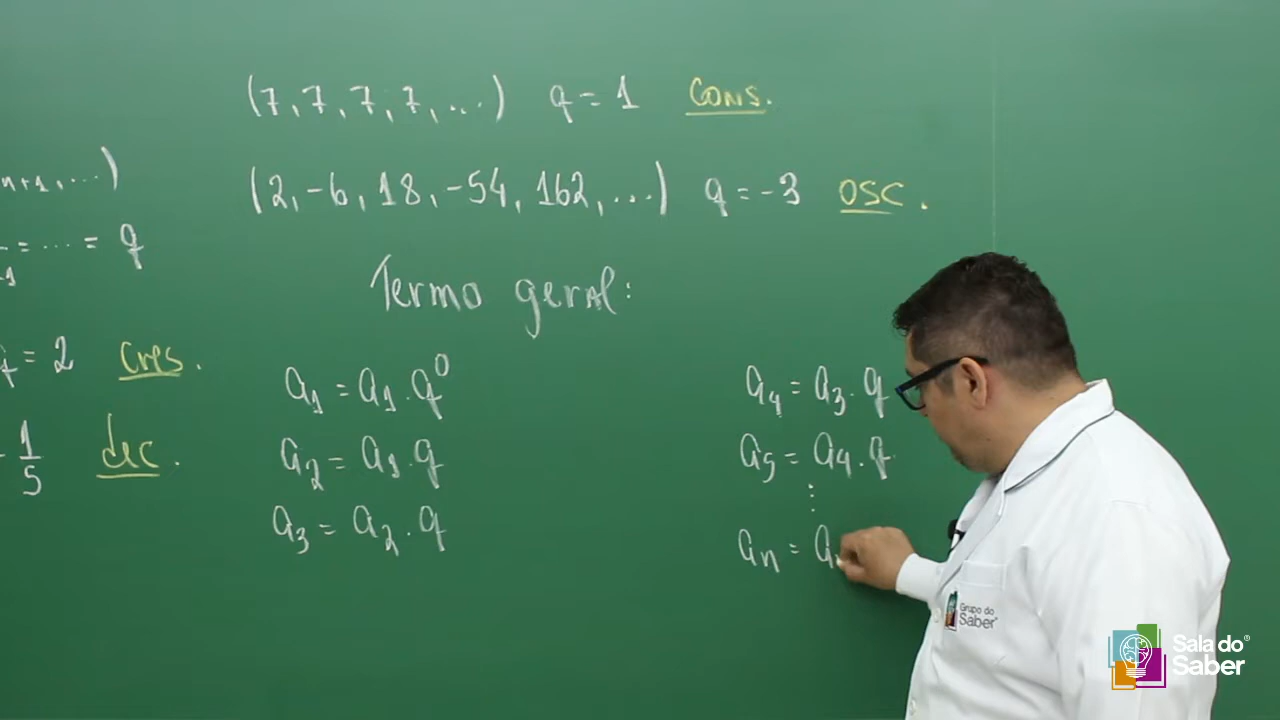 (7, 7, 7, 7, ...) q = 1 Cons.
n+1, ...)
(2, -6, 18, -54, 162, ...) q = -3 OSC.
= ... = q
Termo geral:
q = 2 Cres.
a₁ = a₁ . q⁰
a₄ = a₃ . q
1/5 dec.
a₂ = a₁ . q
a₅ = a₄ . q
⋮
a₃ = a₂ . q
aₙ = a
Grupo do
Saber
Sala do®
Saber